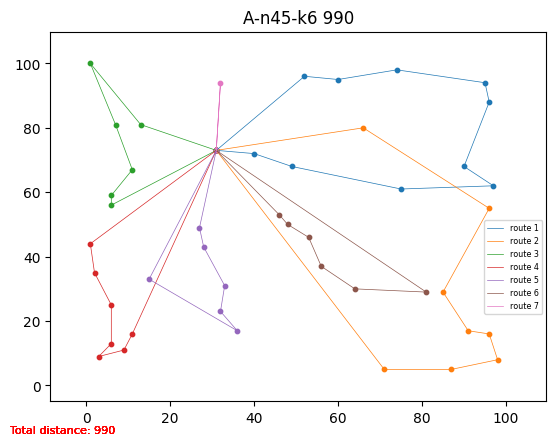 A-n45-k6 990
100
80
60
40
20
0
0 20 40 60 80 100
route 1
route 2
route 3
route 4
route 5
route 6
route 7
Total distance: 990